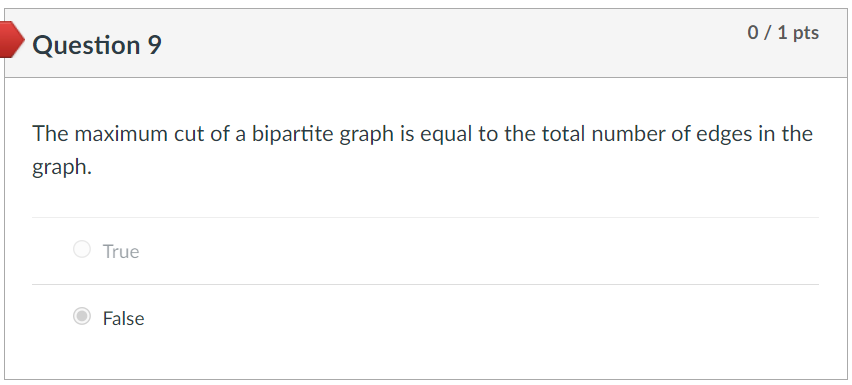 Question 9
0 / 1 pts
The maximum cut of a bipartite graph is equal to the total number of edges in the
graph.
True
False